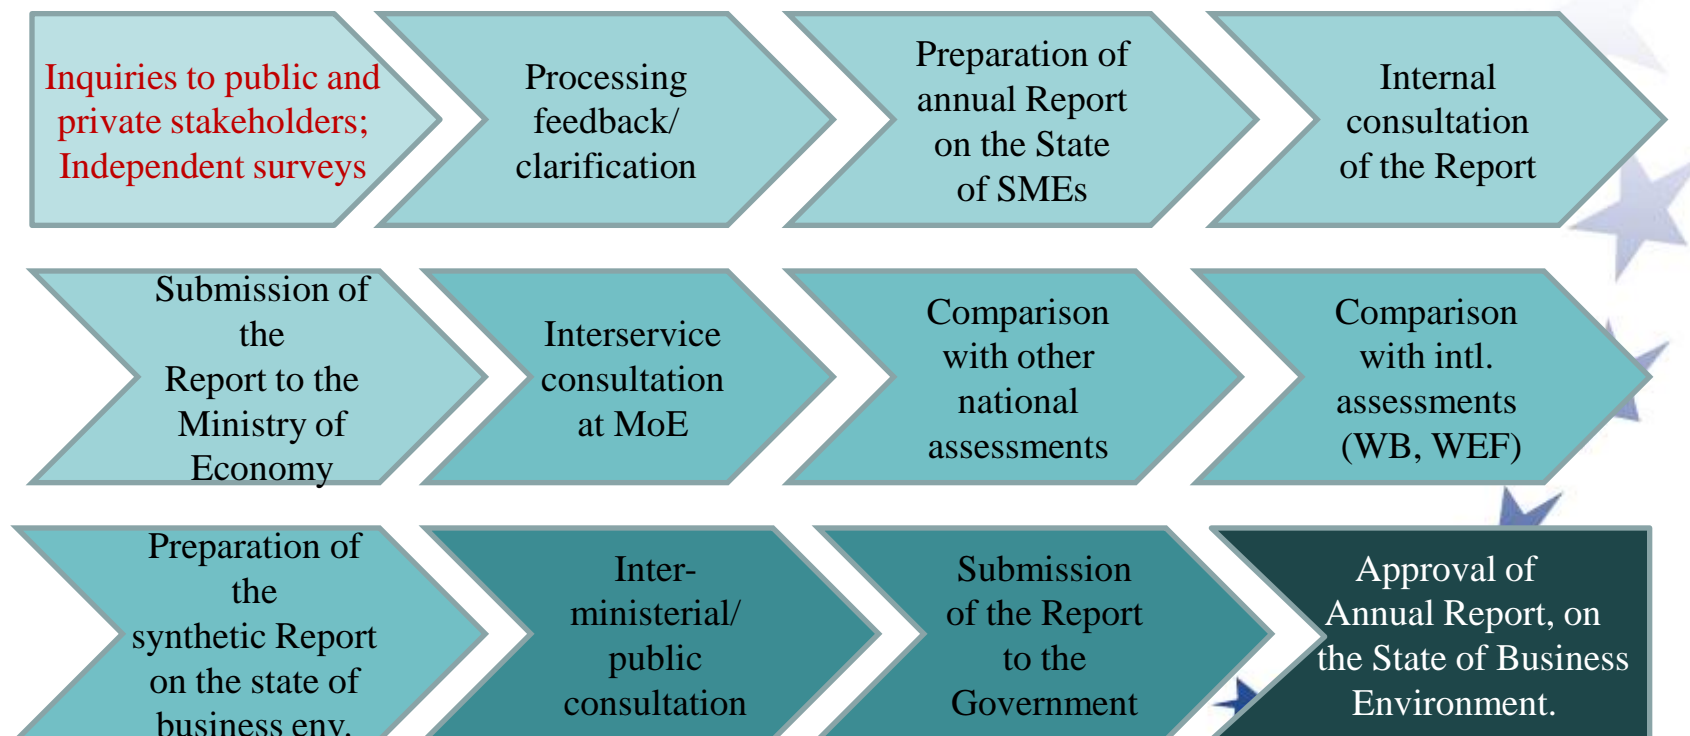 Inquiries to public and
private stakeholders;
Independent surveys
Processing
feedback/
clarification
Preparation of
annual Report
on the State
of SMEs
Internal
consultation
of the Report
Submission of
the
Report to the
Ministry of
Economy
Interservice
consultation
at MoE
Comparison
with other
national
assessments
Comparison
with intl.
assessments
(WB, WEF)
Preparation of
the
synthetic Report
on the state of
business env.
Inter-
ministerial/
public
consultation
Submission
of the Report
to the
Government
Approval of
Annual Report, on
the State of Business
Environment.